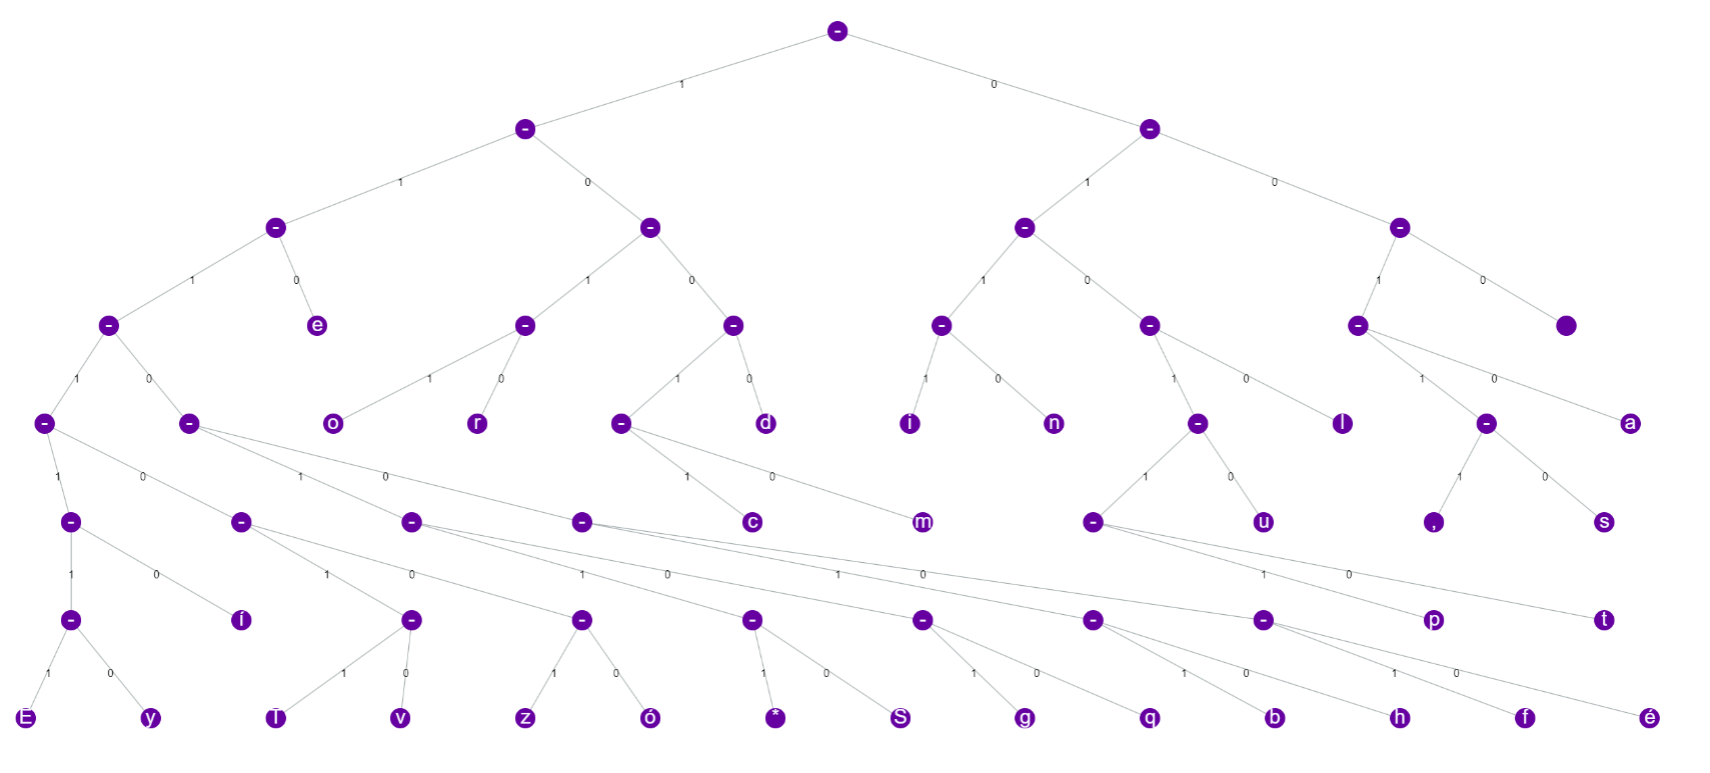 -
1 0
- -
1 0 1 0
- - - -
1 0 1 0 1 0 1 0
- e - - - - -
1 0 1 0 1 0 1 0 1 0 1 0
- - o r - d i n - l - a
1 0 1 0 1 0 1 0 1 0
- - - - c m - u , s
1 0 1 0 1 0 1 0 1 0
- í - - - - - - p t
1 0 1 0 1 0 1 0 1 0 1 0 1 0
E y T v z ó * S g q b h f é